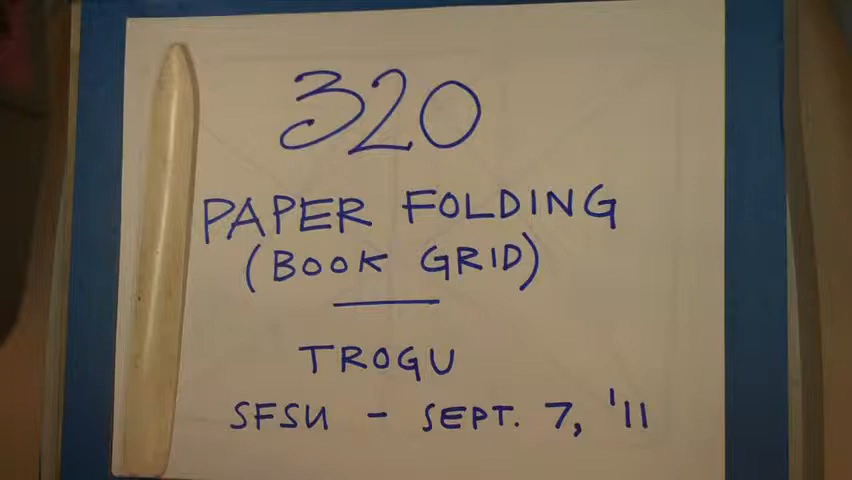 320
PAPER FOLDING
(BOOK GRID)
TROGU
SFSU - SEPT. 7, '11